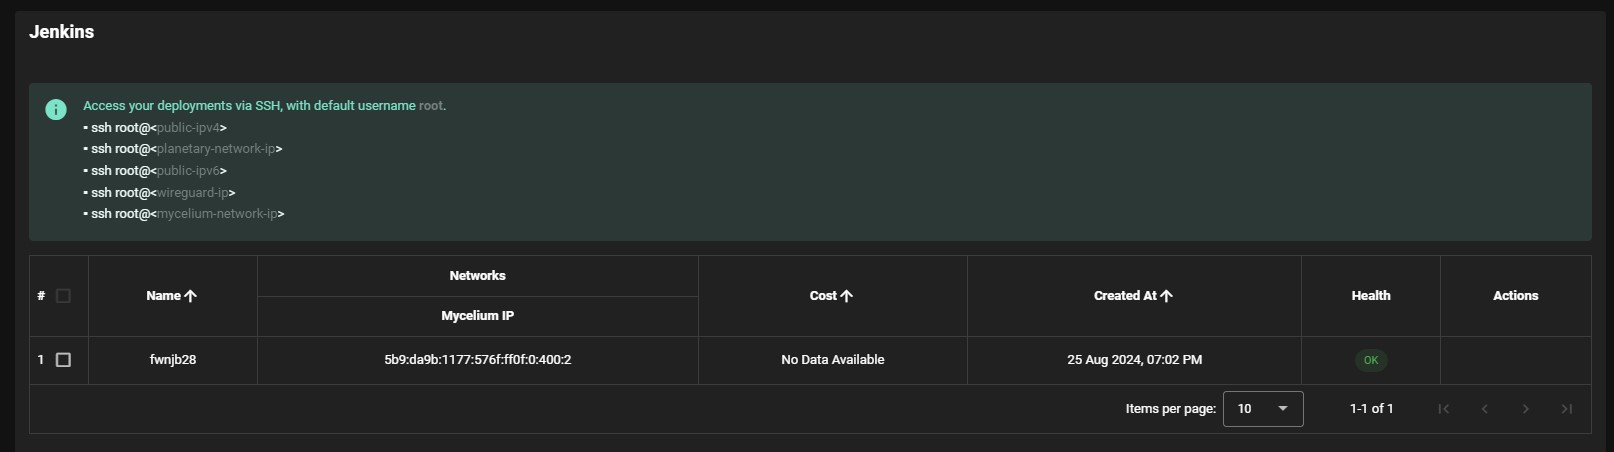 Jenkins
Access your deployments via SSH, with default username root.
▪ ssh root@<public-ipv4>
▪ ssh root@<planetary-network-ip>
▪ ssh root@<public-ipv6>
▪ ssh root@<wireguard-ip>
▪ ssh root@<mycelium-network-ip>
# Name Networks Cost Created At Health Actions
Mycelium IP
1 fwnjb28 5b9:da9b:1177:576f:ff0f:0:400:2 No Data Available 25 Aug 2024, 07:02 PM OK
Items per page: 10 1-1 of 1